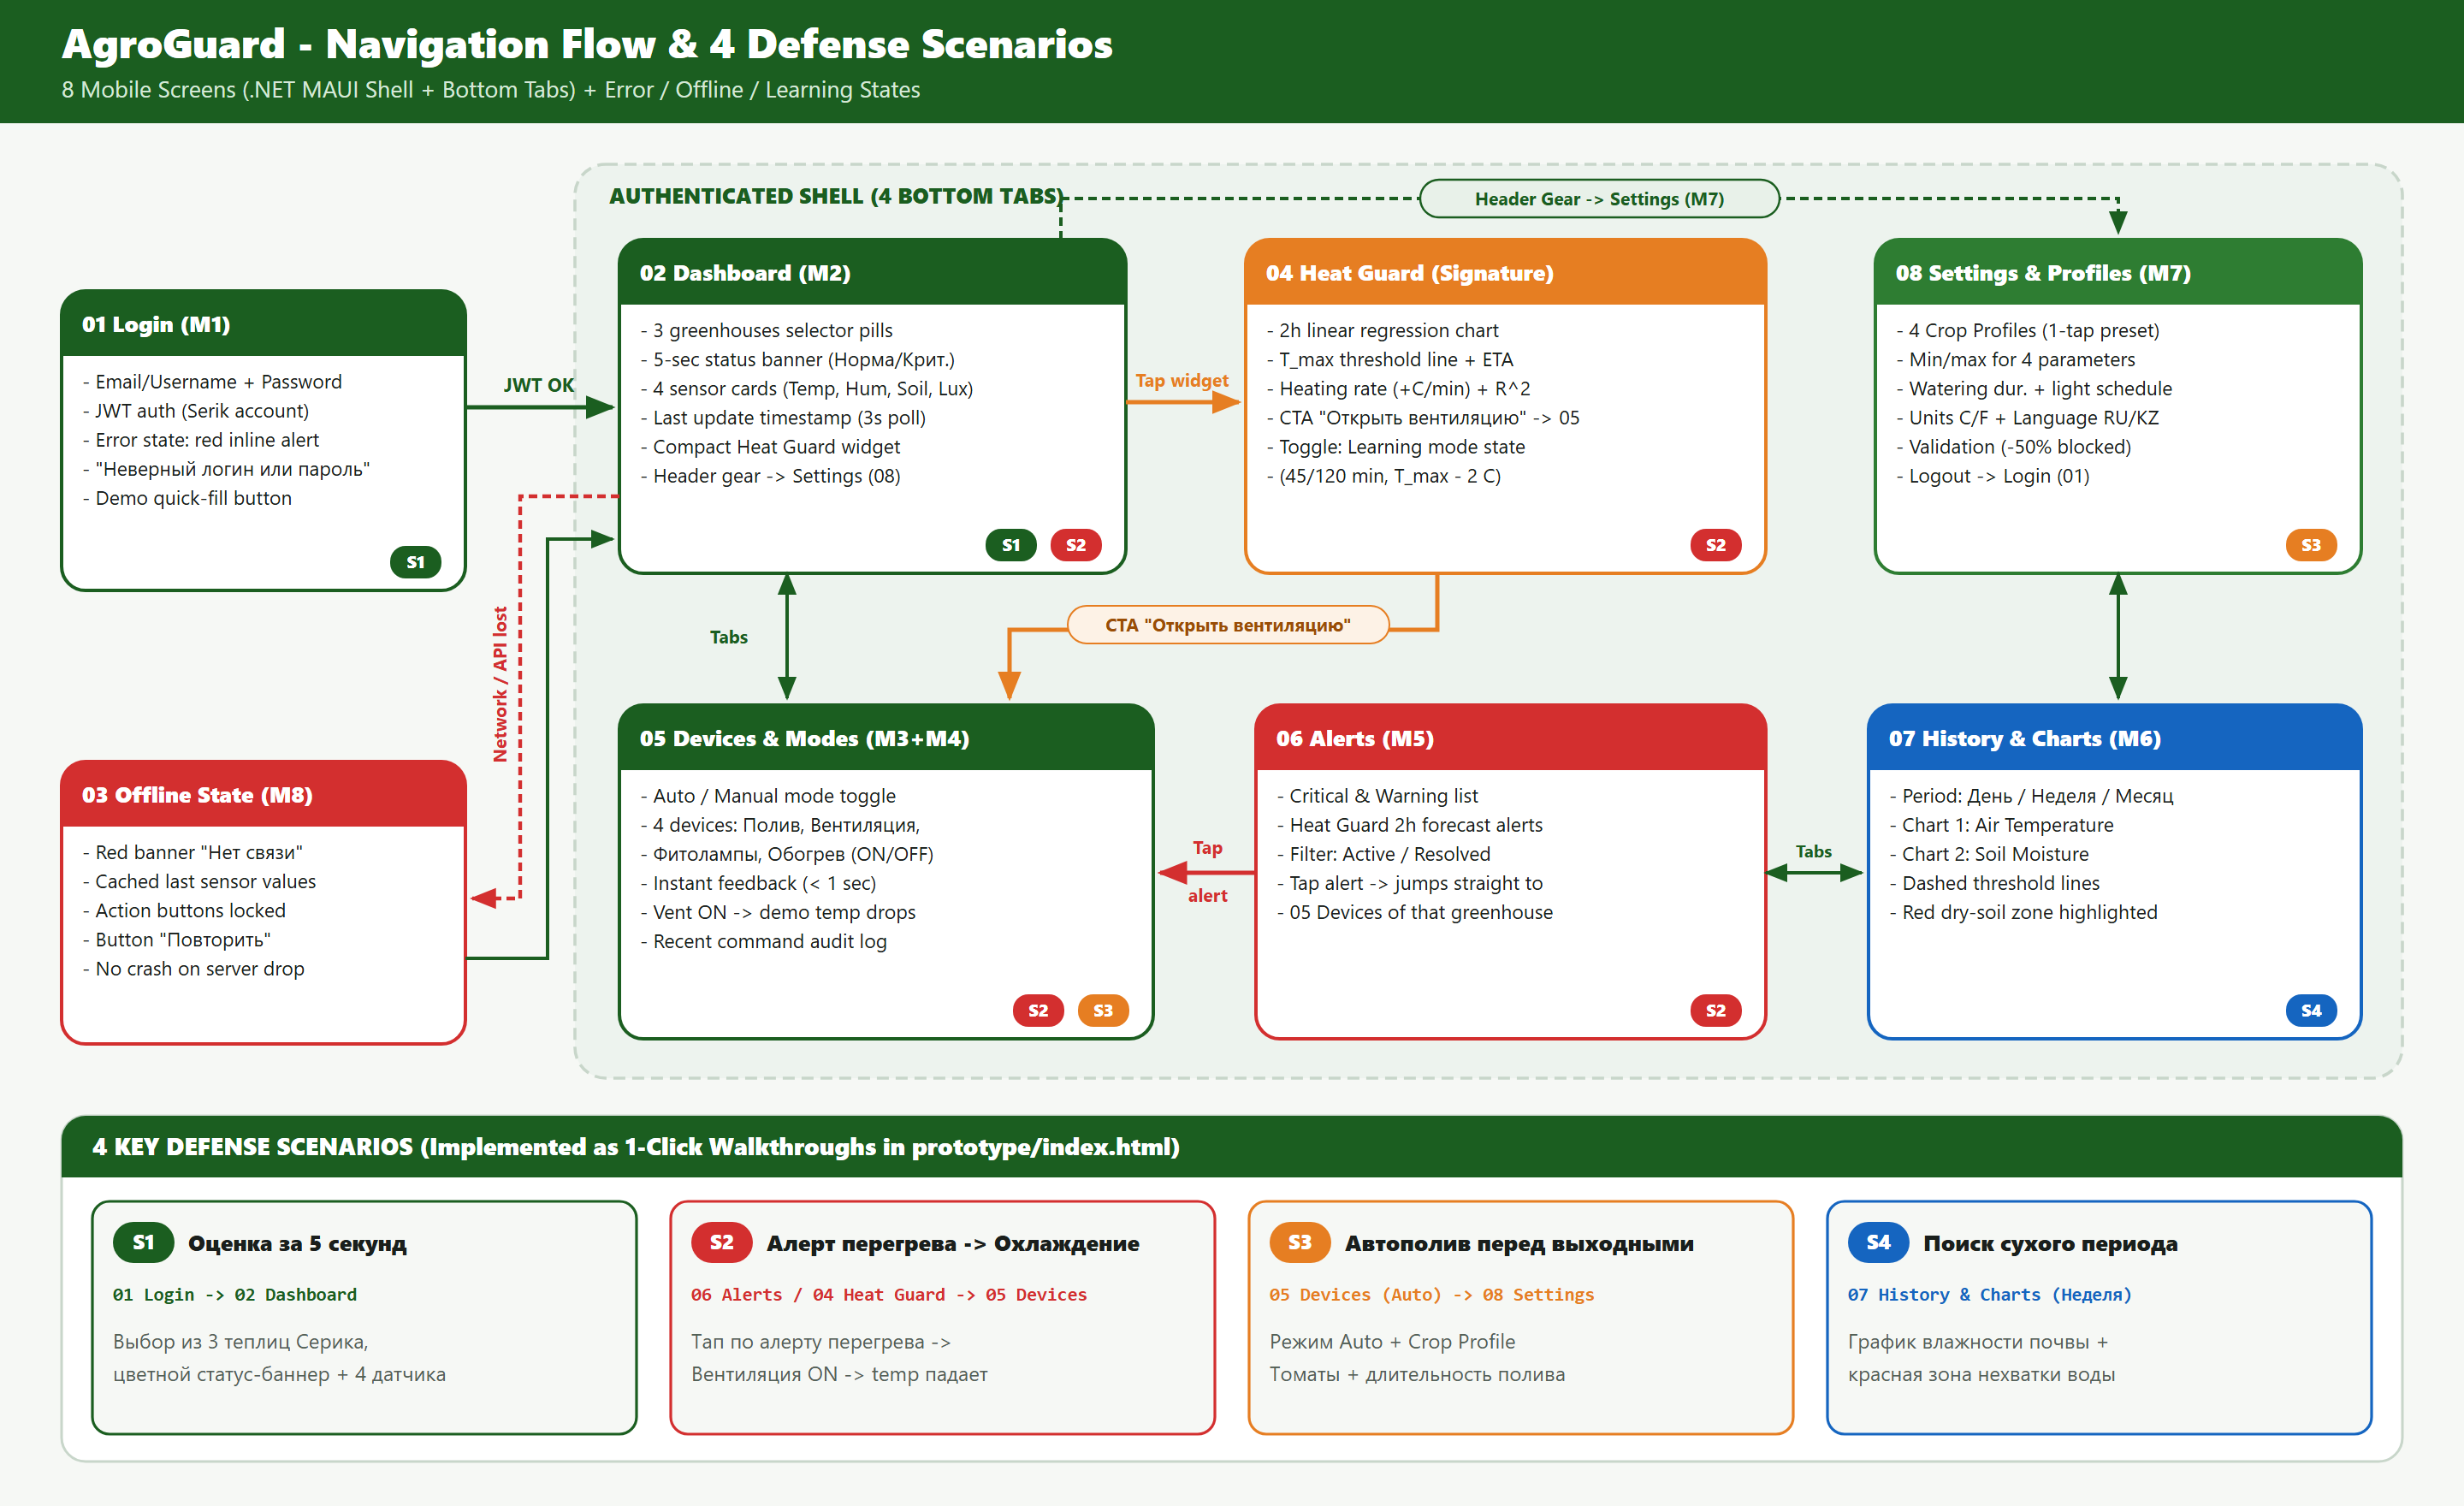 AgroGuard - Navigation Flow & 4 Defense Scenarios
8 Mobile Screens (.NET MAUI Shell + Bottom Tabs) + Error / Offline / Learning States
AUTHENTICATED SHELL (4 BOTTOM TABS)
Header Gear -> Settings (M7)
01 Login (M1)
- Email/Username + Password
- JWT auth (Serik account)
- Error state: red inline alert
- "Неверный логин или пароль"
- Demo quick-fill button
S1
JWT OK
02 Dashboard (M2)
- 3 greenhouses selector pills
- 5-sec status banner (Норма/Крит.)
- 4 sensor cards (Temp, Hum, Soil, Lux)
- Last update timestamp (3s poll)
- Compact Heat Guard widget
- Header gear -> Settings (08)
S1 S2
Tap widget
04 Heat Guard (Signature)
- 2h linear regression chart
- T_max threshold line + ETA
- Heating rate (+C/min) + R^2
- CTA "Открыть вентиляцию" -> 05
- Toggle: Learning mode state
- (45/120 min, T_max - 2 C)
S2
08 Settings & Profiles (M7)
- 4 Crop Profiles (1-tap preset)
- Min/max for 4 parameters
- Watering dur. + light schedule
- Units C/F + Language RU/KZ
- Validation (-50% blocked)
- Logout -> Login (01)
S3
Network / API lost
Tabs
CTA "Открыть вентиляцию"
03 Offline State (M8)
- Red banner "Нет связи"
- Cached last sensor values
- Action buttons locked
- Button "Повторить"
- No crash on server drop
05 Devices & Modes (M3+M4)
- Auto / Manual mode toggle
- 4 devices: Полив, Вентиляция,
- Фитолампы, Обогрев (ON/OFF)
- Instant feedback (< 1 sec)
- Vent ON -> demo temp drops
- Recent command audit log
S2 S3
Tap
alert
06 Alerts (M5)
- Critical & Warning list
- Heat Guard 2h forecast alerts
- Filter: Active / Resolved
- Tap alert -> jumps straight to
- 05 Devices of that greenhouse
S2
Tabs
07 History & Charts (M6)
- Period: День / Неделя / Месяц
- Chart 1: Air Temperature
- Chart 2: Soil Moisture
- Dashed threshold lines
- Red dry-soil zone highlighted
S4
4 KEY DEFENSE SCENARIOS (Implemented as 1-Click Walkthroughs in prototype/index.html)
S1 Оценка за 5 секунд
01 Login -> 02 Dashboard
Выбор из 3 теплиц Серика,
цветной статус-баннер + 4 датчика
S2 Алерт перегрева -> Охлаждение
06 Alerts / 04 Heat Guard -> 05 Devices
Тап по алерту перегрева ->
Вентиляция ON -> temp падает
S3 Автополив перед выходными
05 Devices (Auto) -> 08 Settings
Режим Auto + Crop Profile
Томаты + длительность полива
S4 Поиск сухого периода
07 History & Charts (Неделя)
График влажности почвы +
красная зона нехватки воды